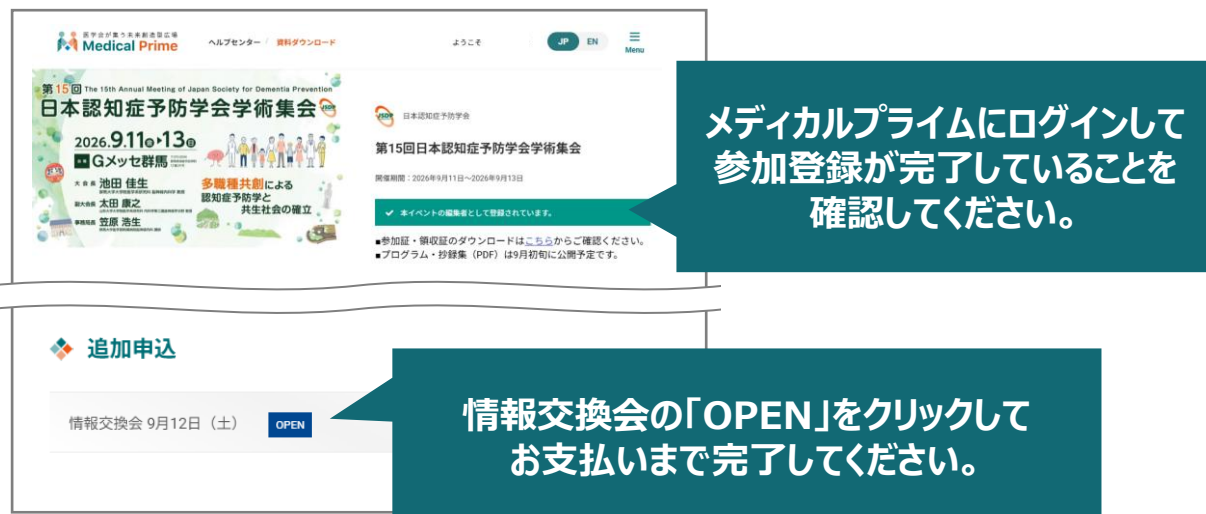 医学会が集う未来創造型広場
Medical Prime
ヘルプセンター / 資料ダウンロード
ようこそ
JP EN
Menu
第15回 The 15th Annual Meeting of Japan Society for Dementia Prevention
日本認知症予防学会学術集会
JSDP
2026.9.11金▶13日
Gメッセ群馬
大会長 池田 佳生
副大会長 太田 康之
事務局長 笠原 浩生
多職種共創による
認知症予防学と
共生社会の確立
JSDP
日本認知症予防学会
第15回日本認知症予防学会学術集会
開催期間：2026年9月11日～2026年9月13日
✓ 本イベントの編集者として登録されています。
■参加証・領収証のダウンロードはこちらからご確認ください。
■プログラム・抄録集（PDF）は9月初旬に公開予定です。
メディカルプライムにログインして
参加登録が完了していることを
確認してください。
追加申込
情報交換会 9月12日（土） OPEN
情報交換会の「OPEN」をクリックして
お支払いまで完了してください。